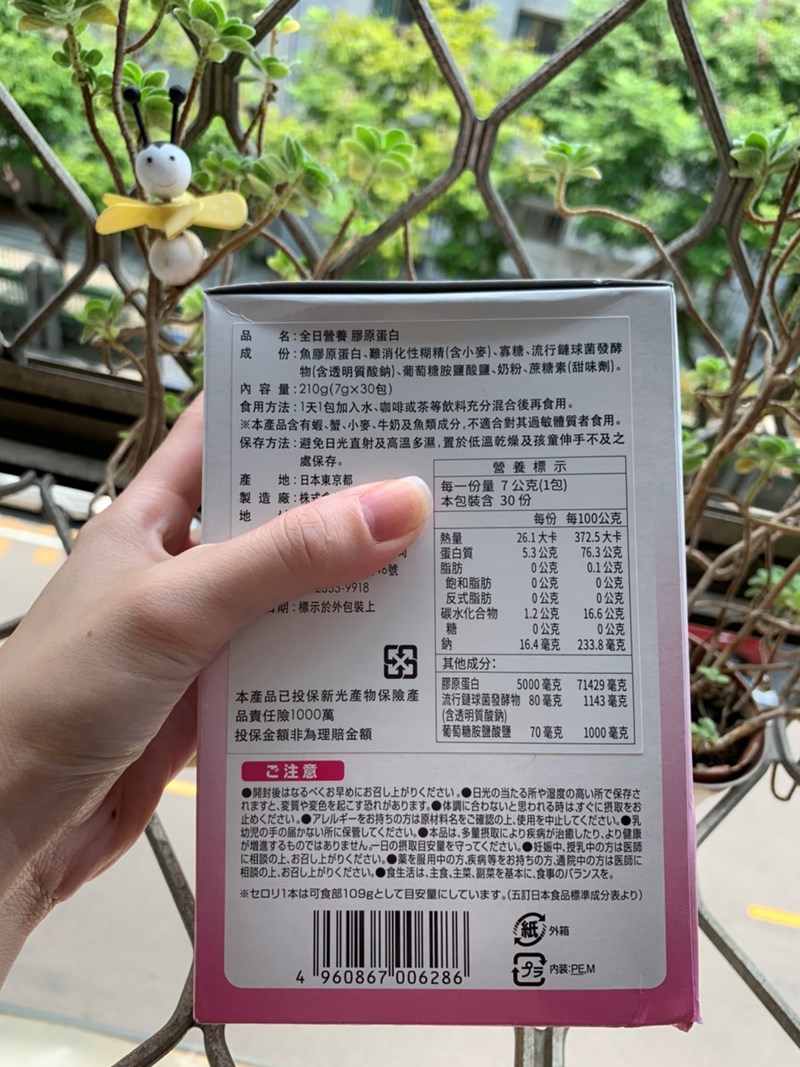 品 名:全日營養 膠原蛋白
成 份:魚膠原蛋白、難消化性糊精(含小麥)、寡糖、流行鏈球菌發酵
物(含透明質酸鈉)、葡萄糖胺鹽酸鹽、奶粉、蔗糖素(甜味劑)。
內 容 量:210g(7g×30包)
食用方法:1天1包加入水、咖啡或茶等飲料充分混合後再食用。
※本產品含有蝦、蟹、小麥、牛奶及魚類成分,不適合對其過敏體質者食用。
保存方法:避免日光直射及高溫多濕,置於低溫乾燥及孩童伸手不及之
處保存。
產 地:日本東京都
製 造 廠:株式
地
號
-9918
期:標示於外包裝上
本產品已投保新光產物保險產
品責任險1000萬
投保金額非為理賠金額
營養標示
每一份量 7 公克(1包)
本包裝含 30 份
每份 每100公克
熱量 26.1 大卡 372.5 大卡
蛋白質 5.3 公克 76.3 公克
脂肪 0 公克 0.1 公克
飽和脂肪 0 公克 0 公克
反式脂肪 0 公克 0 公克
碳水化合物 1.2 公克 16.6 公克
糖 0 公克 0 公克
鈉 16.4 毫克 233.8 毫克
其他成分:
膠原蛋白 5000 毫克 71429 毫克
流行鏈球菌發酵物 80 毫克 1143 毫克
(含透明質酸鈉)
葡萄糖胺鹽酸鹽 70 毫克 1000 毫克
ご注意
●開封後はなるべくお早めにお召し上がりください。●日光の当たる所や湿度の高い所で保存さ
れますと、変質や変色を起こす恐れがあります。●体調に合わないと思われる時は、すぐに摂取をお
止めください。●アレルギーをお持ちの方は原材料名をご確認の上、使用を中止してください。●乳
幼児の手の届かない所に保管してください。●本品は、多量摂取により疾病が治癒したり、より健康
が増進するものではありません。一日の摂取目安量を守ってください。●妊娠中、授乳中の方は医師
に相談の上、お召し上がりください。●薬を服用中の方、疾病等をお持ちの方、通院中の方は医師に
相談の上、お召し上がりください。●食生活は、主食、主菜、副菜を基本に、食事のバランスを。
※セロリ1本は可食部109gとして目安量にしています。(五訂日本食品標準成分表より)
4 960867 006286
紙 外箱
プラ 内装:PE,M